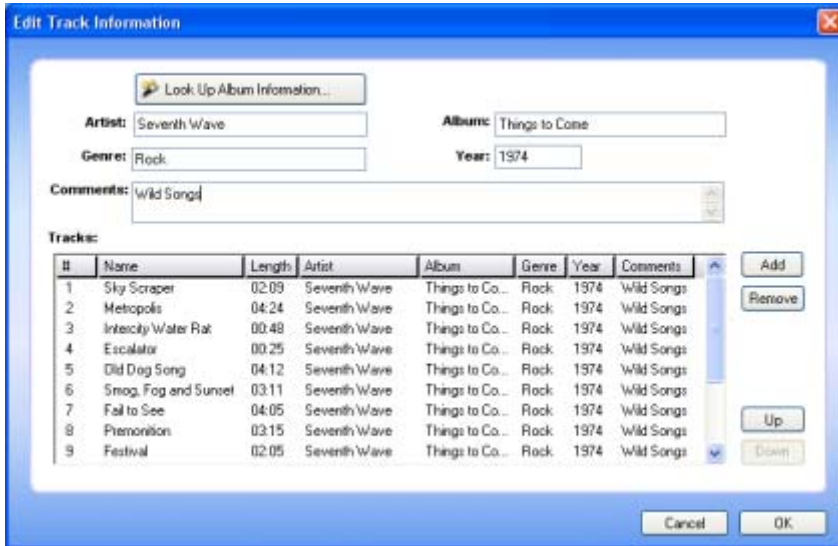 Edit Track Information
Look Up Album Information...
Artist: Seventh Wave Album: Things to Come
Genre: Rock Year: 1974
Comments: Wild Songs
Tracks:
# Name Length Artist Album Genre Year Comments Add
1 Sky Scraper 02:09 Seventh Wave Things to Co... Rock 1974 Wild Songs
Remove
2 Metropolis 04:24 Seventh Wave Things to Co... Rock 1974 Wild Songs
3 Intercity Water Rat 00:48 Seventh Wave Things to Co... Rock 1974 Wild Songs
4 Escalator 00:25 Seventh Wave Things to Co... Rock 1974 Wild Songs
5 Old Dog Song 04:12 Seventh Wave Things to Co... Rock 1974 Wild Songs
6 Smog, Fog and Sunset 03:11 Seventh Wave Things to Co... Rock 1974 Wild Songs
7 Fail to See 04:05 Seventh Wave Things to Co... Rock 1974 Wild Songs
Up
8 Premonition 03:15 Seventh Wave Things to Co... Rock 1974 Wild Songs
9 Festival 02:05 Seventh Wave Things to Co... Rock 1974 Wild Songs Down
Cancel OK